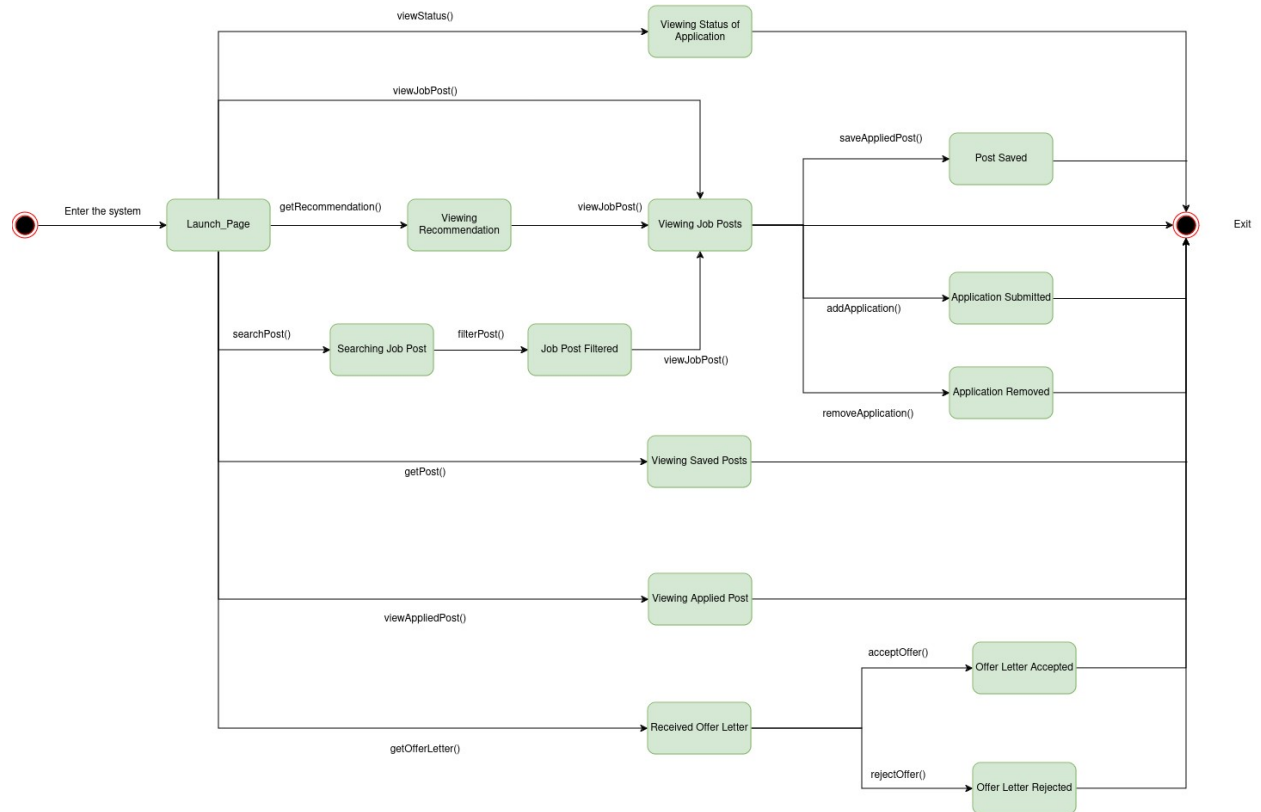 viewStatus()
Viewing Status of
Application
viewJobPost()
saveAppliedPost()
Post Saved
Enter the system
Launch_Page
getRecommendation()
Viewing
Recommendation
viewJobPost()
Viewing Job Posts
Exit
addApplication()
Application Submitted
searchPost()
Searching Job Post
filterPost()
Job Post Filtered
viewJobPost()
Application Removed
removeApplication()
getPost()
Viewing Saved Posts
viewAppliedPost()
Viewing Applied Post
acceptOffer()
Offer Letter Accepted
getOfferLetter()
Received Offer Letter
rejectOffer()
Offer Letter Rejected